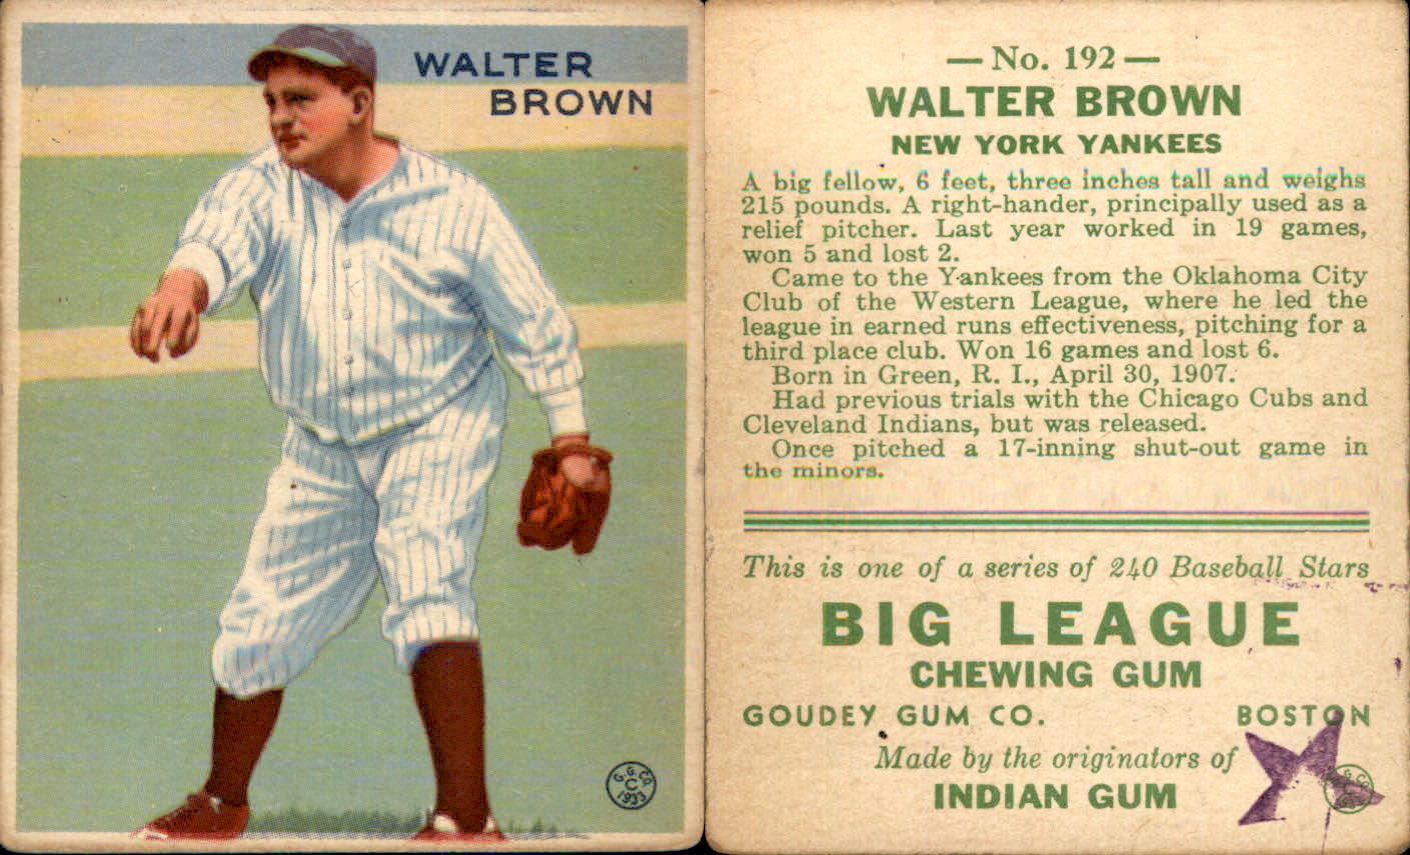 WALTER
BROWN
G. G. CO.
C
1933
— No. 192 —
WALTER BROWN
NEW YORK YANKEES
A big fellow, 6 feet, three inches tall and weighs
215 pounds. A right-hander, principally used as a
relief pitcher. Last year worked in 19 games,
won 5 and lost 2.
Came to the Yankees from the Oklahoma City
Club of the Western League, where he led the
league in earned runs effectiveness, pitching for a
third place club. Won 16 games and lost 6.
Born in Green, R. I., April 30, 1907.
Had previous trials with the Chicago Cubs and
Cleveland Indians, but was released.
Once pitched a 17-inning shut-out game in
the minors.
This is one of a series of 240 Baseball Stars
BIG LEAGUE
CHEWING GUM
GOUDEY GUM CO. BOSTON
Made by the originators of
INDIAN GUM